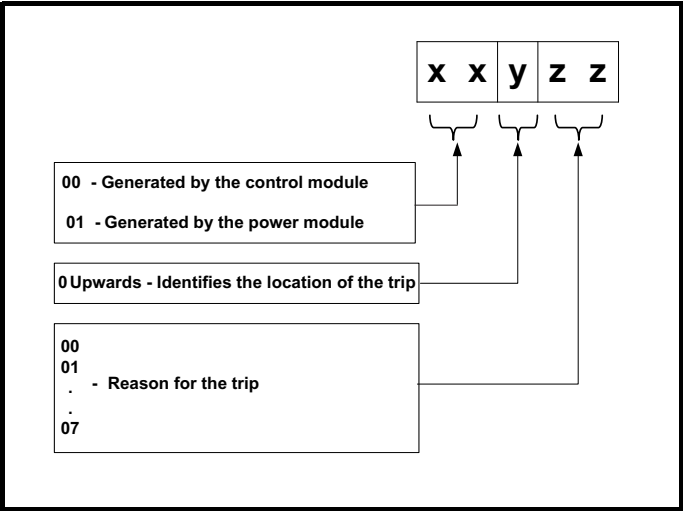 x x y z z
00 - Generated by the control module
01 - Generated by the power module
0 Upwards - Identifies the location of the trip
00
01
.
- Reason for the trip
.
07